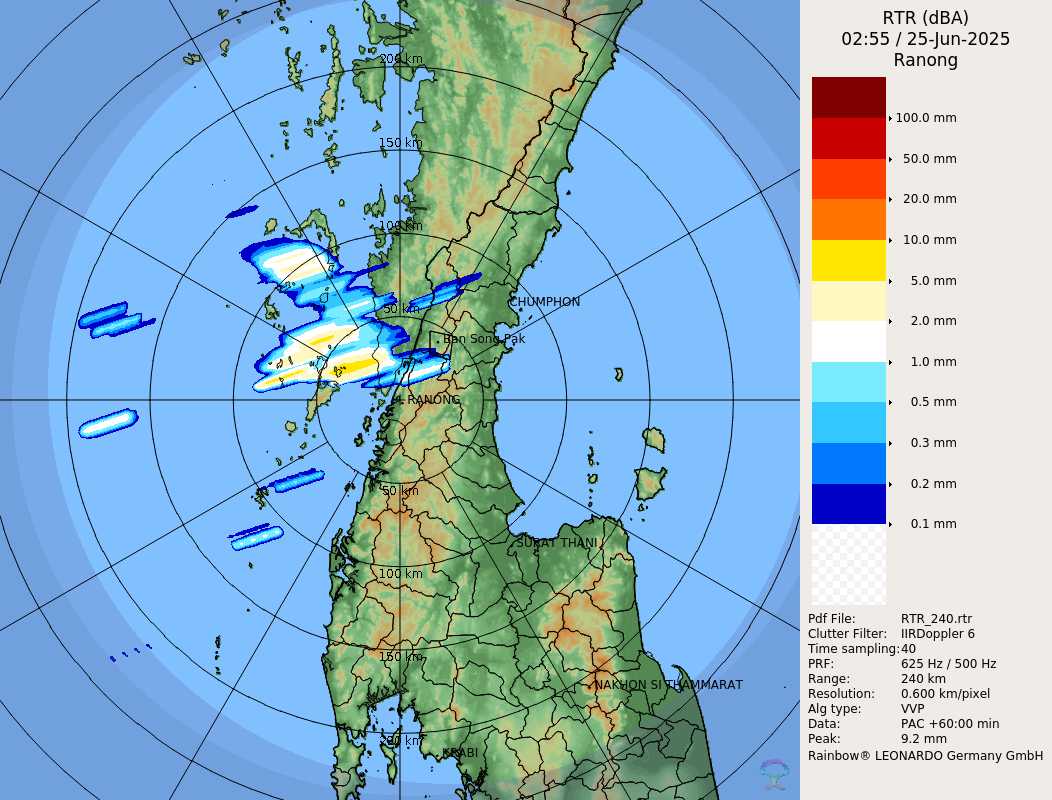 RTR (dBA)
02:55 / 25-Jun-2025
Ranong
100.0 mm
50.0 mm
20.0 mm
10.0 mm
5.0 mm
2.0 mm
1.0 mm
0.5 mm
0.3 mm
0.2 mm
0.1 mm
Pdf File: RTR_240.rtr
Clutter Filter: IIRDoppler 6
Time sampling:40
PRF: 625 Hz / 500 Hz
Range: 240 km
Resolution: 0.600 km/pixel
Alg type: VVP
Data: PAC +60:00 min
Peak: 9.2 mm
Rainbow® LEONARDO Germany GmbH
200 km
150 km
100 km
50 km
CHUMPHON
Ban Song Pak
RANONG
50 km
SURAT THANI
100 km
150 km
NAKHON SI THAMMARAT
200 km
KRABI